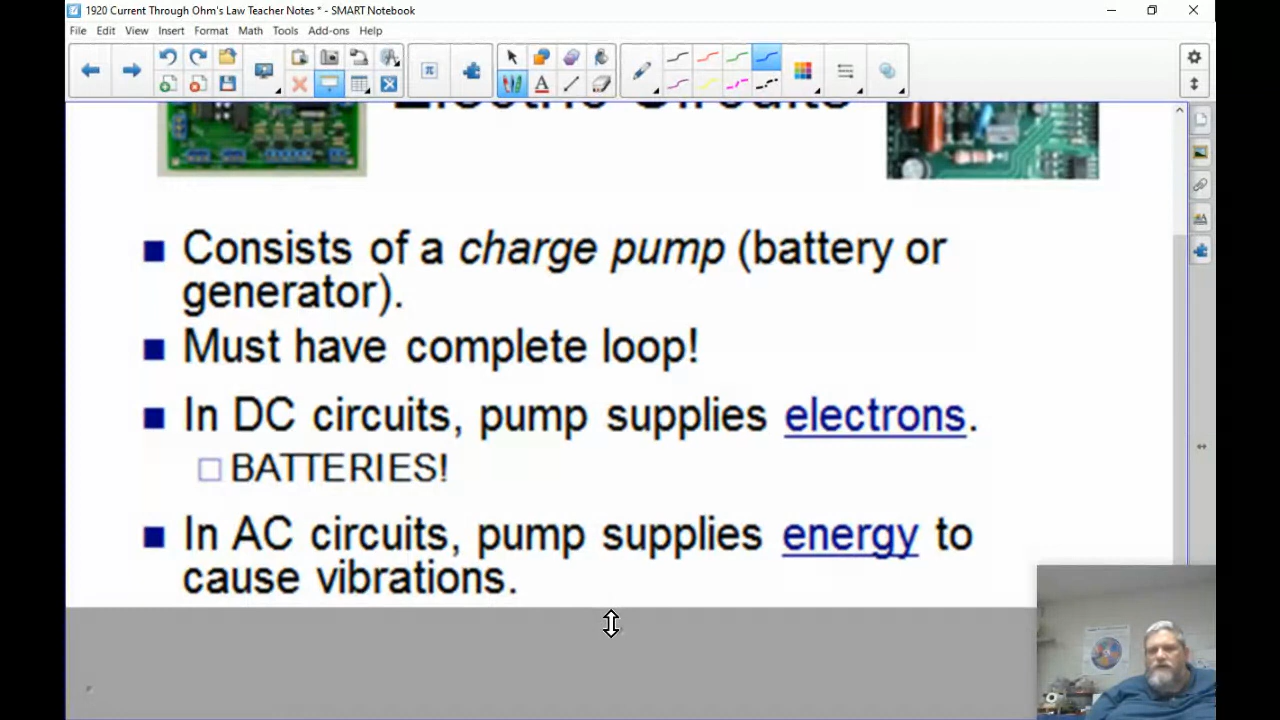 1920 Current Through Ohm's Law Teacher Notes * - SMART Notebook
File Edit View Insert Format Math Tools Add-ons Help
Electric Circuits
Consists of a charge pump (battery or
generator).
Must have complete loop!
In DC circuits, pump supplies electrons.
BATTERIES!
In AC circuits, pump supplies energy to
cause vibrations.